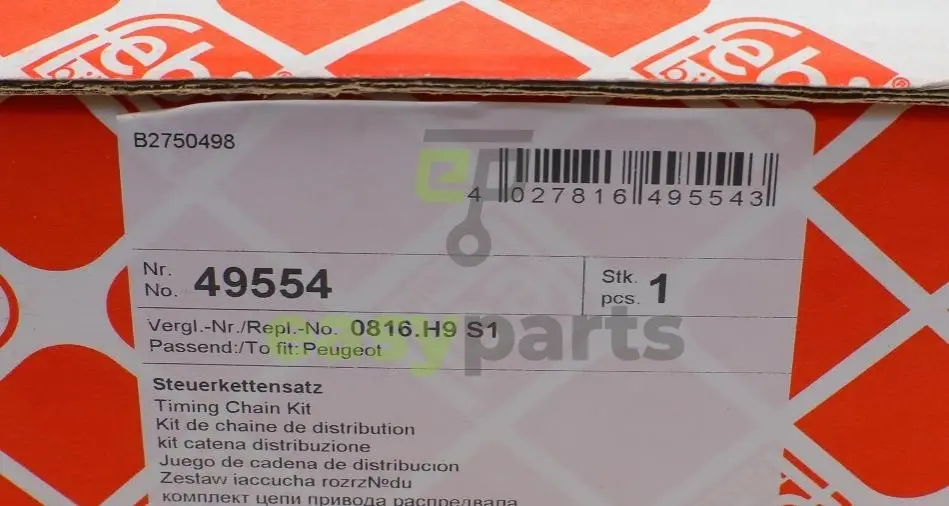 febi
febi
B2750498
4 027816 495543
Nr.
No. 49554
Stk.
pcs. 1
Vergl.-Nr./Repl.-No. 0816.H9 S1
Passend:/To fit: Peugeot
easyparts
Steuerkettensatz
Timing Chain Kit
Kit de chaine de distribution
kit catena distribuzione
Juego de cadena de distribucion
Zestaw iaccucha rozrzNºdu
комплект цепи привода распредвала